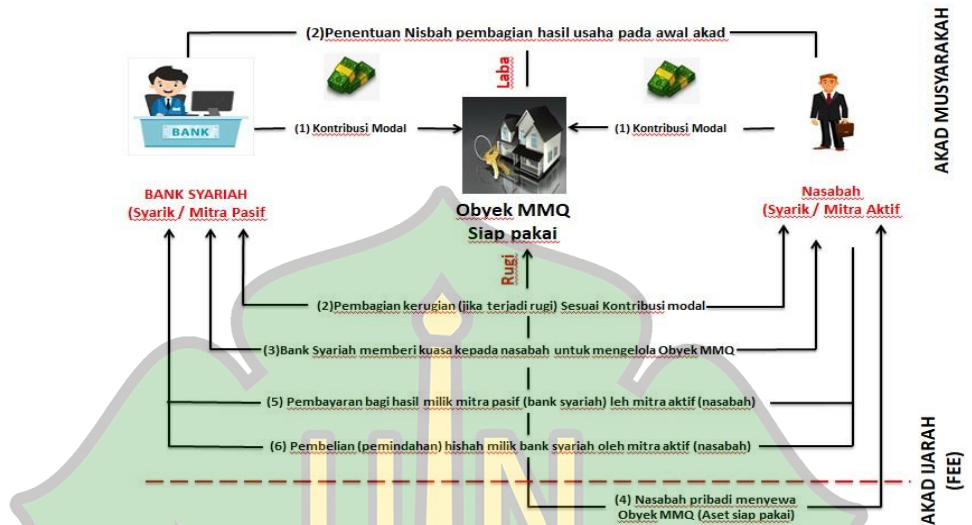 (2)Penentuan Nisbah pembagian hasil usaha pada awal akad
AKAD MUSYARAKAH
Laba
BANK
(1) Kontribusi Modal
(1) Kontribusi Modal
BANK SYARIAH
(Syarik / Mitra Pasif
Nasabah
(Syarik / Mitra Aktif
Obyek MMQ
Siap pakai
Rugi
(2)Pembagian kerugian (jika terjadi rugi) Sesuai Kontribusi modal
(3)Bank Syariah memberi kuasa kepada nasabah untuk mengelola Obyek MMQ
(5) Pembayaran bagi hasil milik mitra pasif (bank syariah) leh mitra aktif (nasabah)
(6) Pembelian (pemindahan) hishah milik bank syariah oleh mitra aktif (nasabah)
AKAD IJARAH
(FEE)
(4) Nasabah pribadi menyewa
Obyek MMQ (Aset siap pakai)
UIN